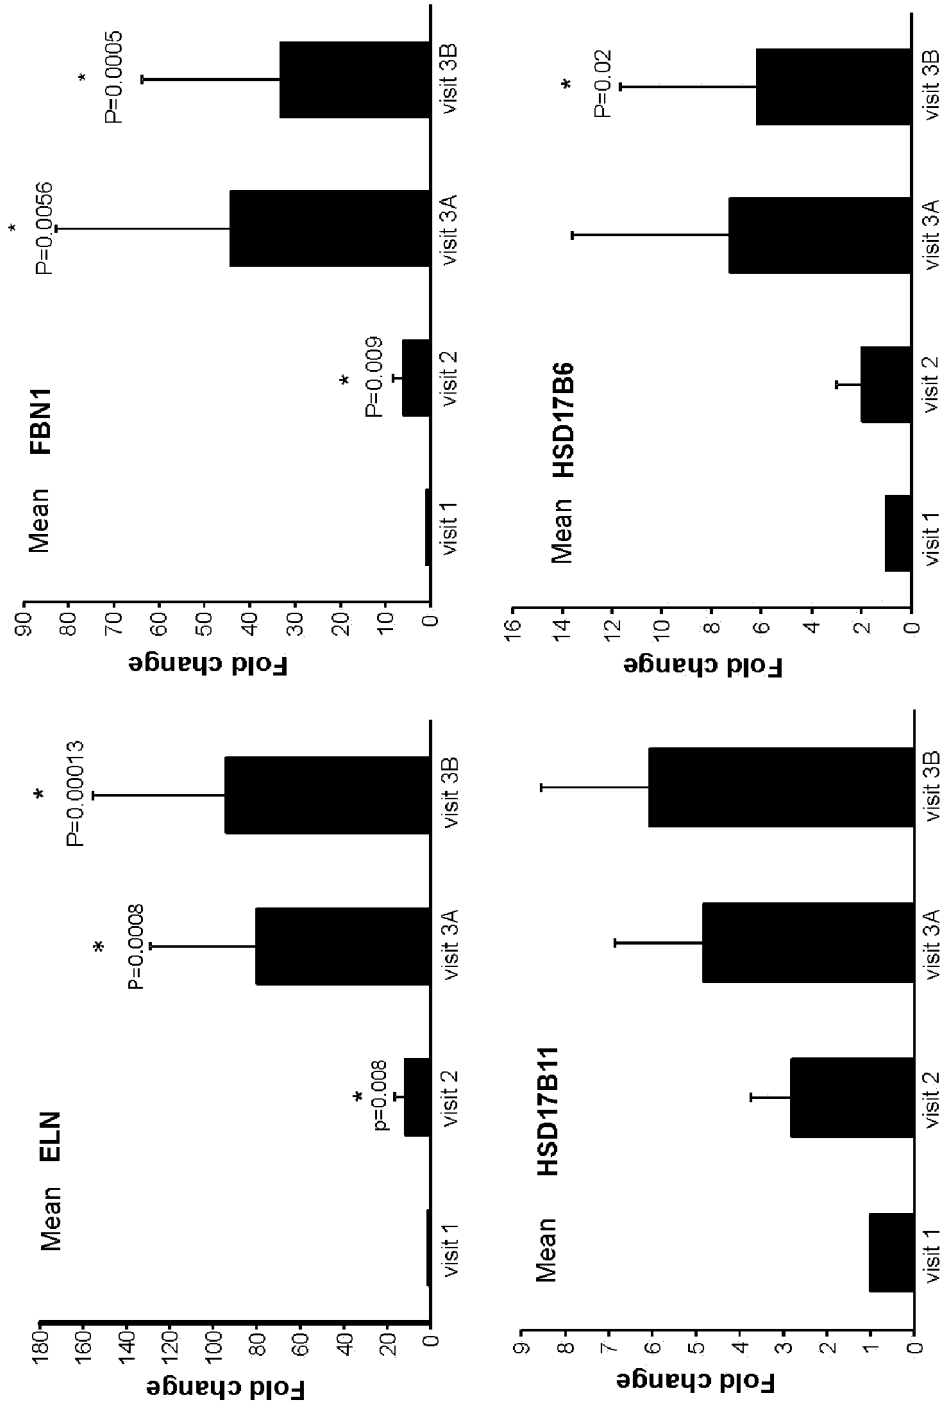 Mean ELN
Fold change
180
160
140
120
100
80
60
40
20
0
*
p=0.008
*
P=0.0008
*
P=0.00013
visit 1
visit 2
visit 3A
visit 3B
Mean FBN1
Fold change
90
80
70
60
50
40
30
20
10
0
*
P=0.009
*
P=0.0056
*
P=0.0005
visit 1
visit 2
visit 3A
visit 3B
Mean HSD17B11
Fold change
9
8
7
6
5
4
3
2
1
0
visit 1
visit 2
visit 3A
visit 3B
Mean HSD17B6
Fold change
16
14
12
10
8
6
4
2
0
*
P=0.02
visit 1
visit 2
visit 3A
visit 3B